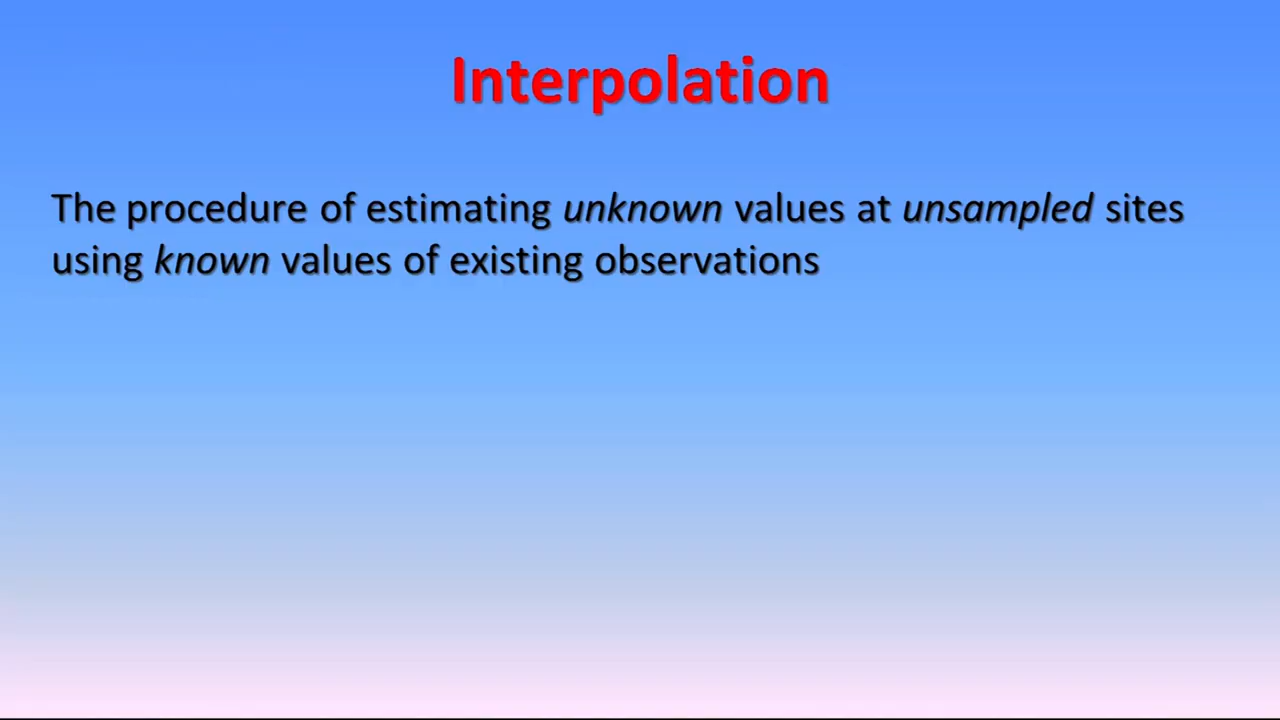 Interpolation
The procedure of estimating unknown values at unsampled sites
using known values of existing observations